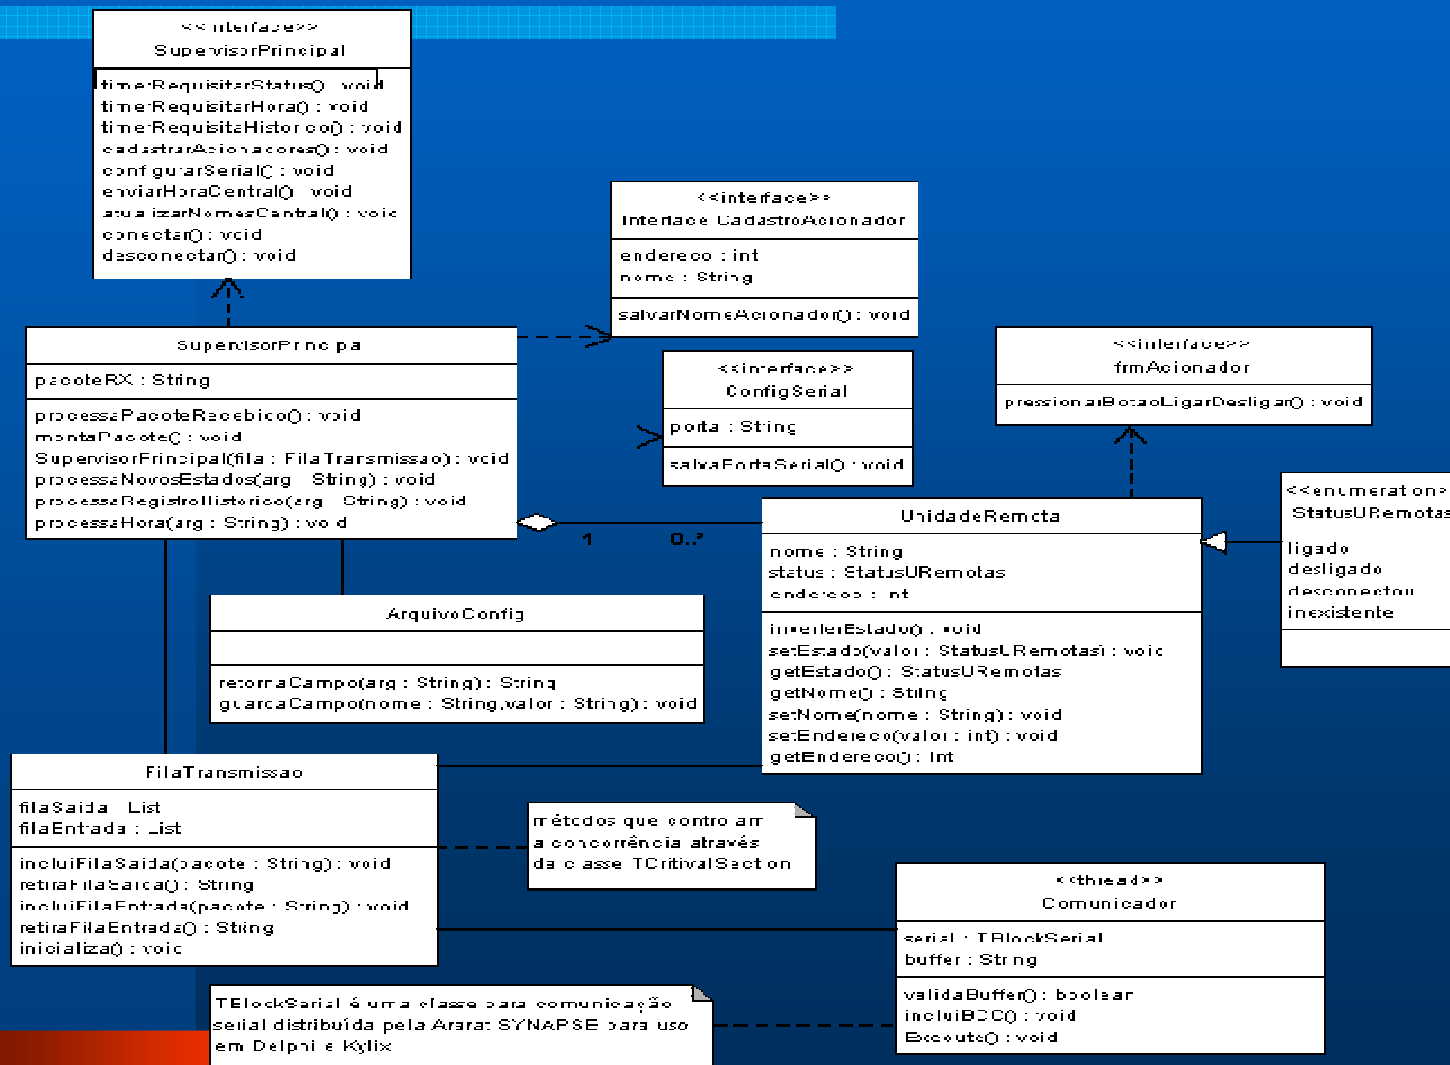 <<interface>>
SupervisorPrincipal
timerRequisitarStatus() : void
timerRequisitarHora() : void
timerRequisitaHistorico() : void
cadastrarAcionadores() : void
configurarSerial() : void
enviarHoraCentral() : void
atualizarNomesCentral() : void
conectar() : void
desconectar() : void
<<interface>>
Interface CadastroAcionador
endereco : int
nome : String
salvarNomeAcionador() : void
SupervisorPrincipal
pacoteRX : String
processaPacoteRecebido() : void
montaPacote() : void
SupervisorPrincipal(fila : FilaTransmissao) : void
processaNovosEstados(arg : String) : void
processaRegistroHistorico(arg : String) : void
processaHora(arg : String) : void
<<interface>>
ConfigSerial
porta : String
salvaPortaSerial() : void
<<interface>>
frmAcionador
pressionarBotaoLigarDesligar() : void
1 0..*
UnidadeRemota
nome : String
status : StatusURemotas
endereco : int
inverterEstado() : void
setEstado(valor : StatusURemotas) : void
getEstado() : StatusURemotas
getNome() : String
setNome(nome : String) : void
setEndereco(valor : int) : void
getEndereco() : int
<<enumeration>
StatusURemotas
ligado
desligado
desconectou
inexistente
ArquivoConfig
retornaCampo(arg : String) : String
guardaCampo(nome : String,valor : String) : void
FilaTransmissao
filaSaida : List
filaEntrada : List
incluiFilaSaida(pacote : String) : void
retiraFilaSaida() : String
incluiFilaEntrada(pacote : String) : void
retiraFilaEntrada() : String
inicializa() : void
métodos que controlam
a concorrência através
da classe TCritivalSection
<<thread>>
Comunicador
serial : TBlockSerial
buffer : String
validaBuffer() : boolean
incluiBCC() : void
Execute() : void
TBlockSerial é uma classe para comunicação
serial distribuída pela Ararat SYNAPSE para uso
em Delphi e Kylix